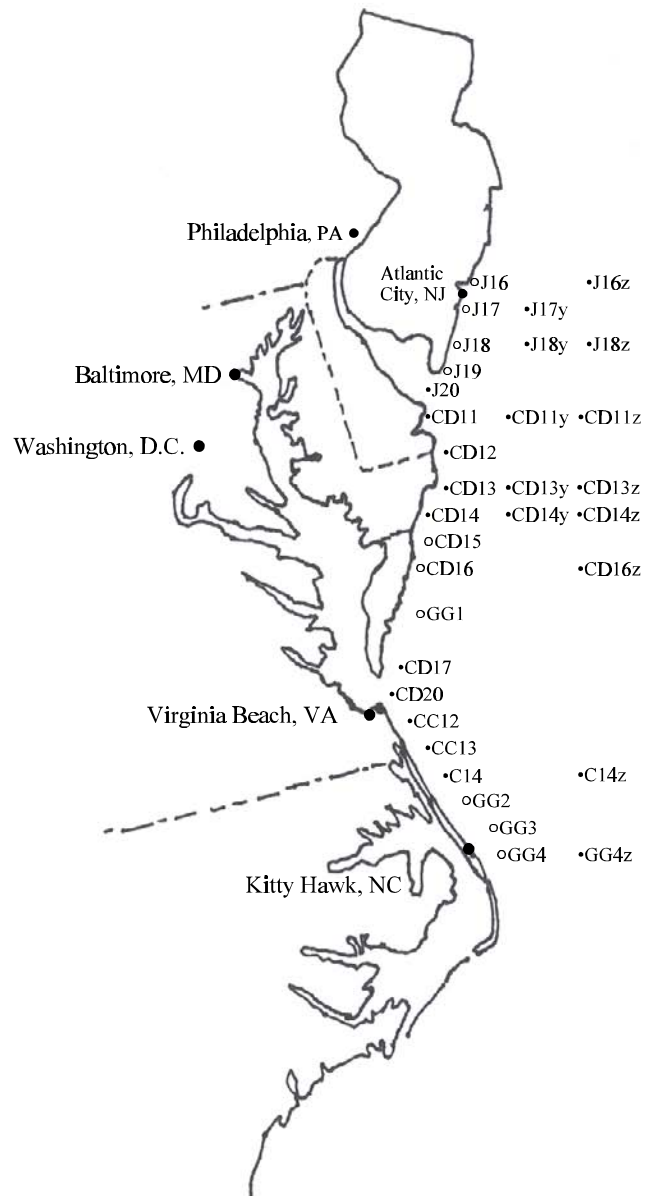 Philadelphia, PA
Atlantic
City, NJ
J16 J16z
J17 J17y
J18 J18y J18z
J19
Baltimore, MD
J20
CD11 CD11y CD11z
Washington, D.C.
CD12
CD13 CD13y CD13z
CD14 CD14y CD14z
CD15
CD16 CD16z
GG1
CD17
CD20
Virginia Beach, VA
CC12
CC13
C14 C14z
GG2
GG3
GG4 GG4z
Kitty Hawk, NC